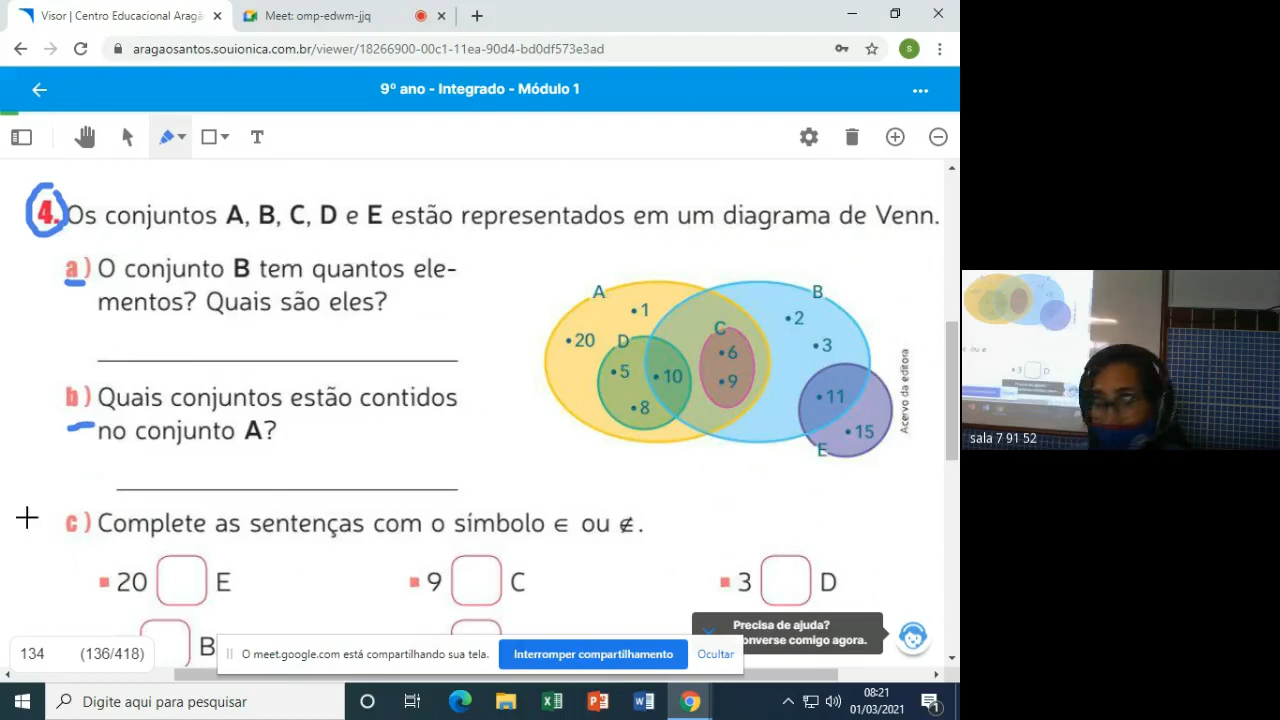 Visor | Centro Educacional Aragã
Meet: omp-edwm-jjq
aragaosantos.souionica.com.br/viewer/18266900-00c1-11ea-90d4-bd0df573e3ad
s
9º ano - Integrado - Módulo 1
T
4. Os conjuntos A, B, C, D e E estão representados em um diagrama de Venn.
a) O conjunto B tem quantos ele-
mentos? Quais são eles?
b) Quais conjuntos estão contidos
no conjunto A?
A
B
•1
•20
D
C
•2
•3
•6
•5
•10
•9
•8
•11
•15
E
Acervo da editora
c) Complete as sentenças com o símbolo ∈ ou ∉.
20 E
9 C
3 D
B
Precisa de ajuda?
onverse comigo agora.
134 (136/418)
O meet.google.com está compartilhando sua tela.
Interromper compartilhamento
Ocultar
Digite aqui para pesquisar
08:21
01/03/2021
1
sala 7 91 52